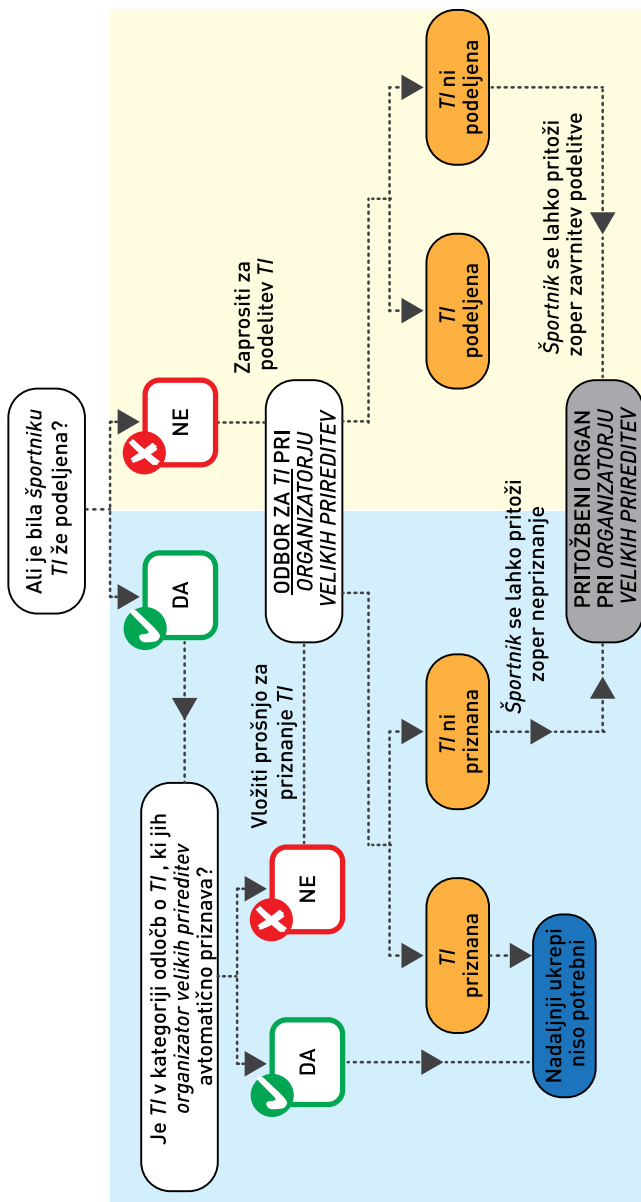 Ali je bila športniku
TI že podeljena?
DA
NE
Je TI v kategoriji odločb o TI , ki jih
organizator velikih prireditev
avtomatično priznava?
DA
NE
Vložiti prošnjo za
priznanje TI
Zaprositi za
podelitev TI
ODBOR ZA TI PRI
ORGANIZATORJU
VELIKIH PRIREDITEV
TI
priznana
TI ni
priznana
TI
podeljena
TI ni
podeljena
Nadaljnji ukrepi
niso potrebni
Športnik se lahko pritoži
zoper nepriznanje
Športnik se lahko pritoži
zoper zavrnitev podelitve
PRITOŽBENI ORGAN
PRI ORGANIZATORJU
VELIKIH PRIREDITEV